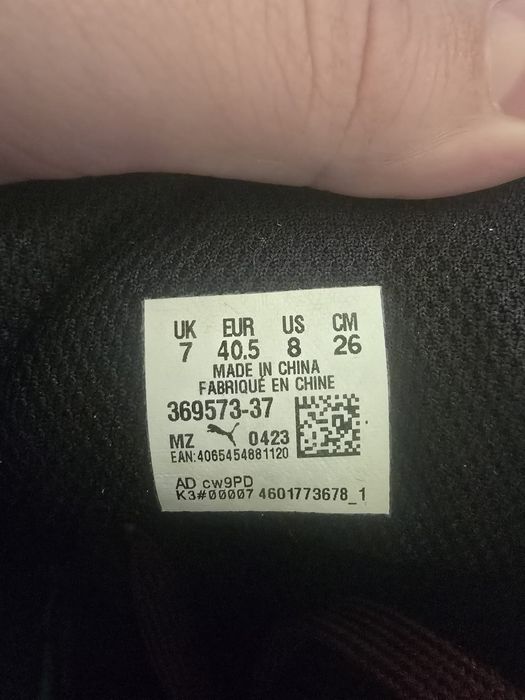 UK EUR US CM
7 40.5 8 26
MADE IN CHINA
FABRIQUÉ EN CHINE
369573-37
MZ 0423
EAN:4065454881120
AD cw9PD
K3#00007 4601773678_1